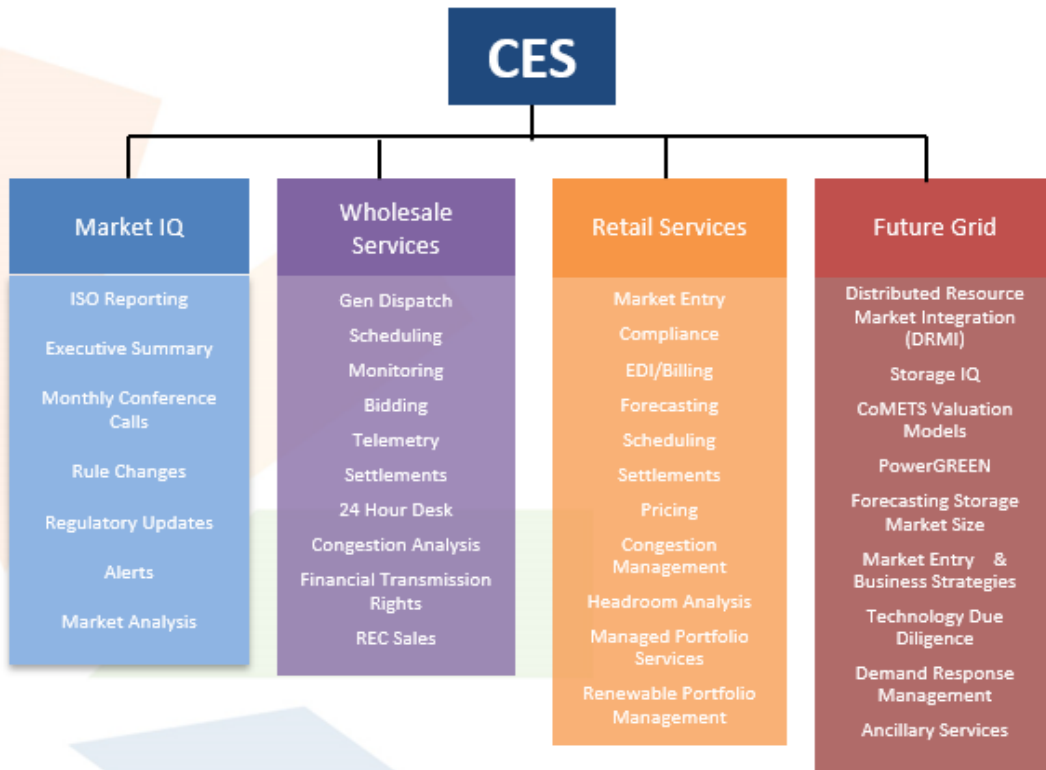 CES
Market IQ
ISO Reporting
Executive Summary
Monthly Conference
Calls
Rule Changes
Regulatory Updates
Alerts
Market Analysis
Wholesale
Services
Gen Dispatch
Scheduling
Monitoring
Bidding
Telemetry
Settlements
24 Hour Desk
Congestion Analysis
Financial Transmission
Rights
REC Sales
Retail Services
Market Entry
Compliance
EDI/Billing
Forecasting
Scheduling
Settlements
Pricing
Congestion
Management
Headroom Analysis
Managed Portfolio
Services
Renewable Portfolio
Management
Future Grid
Distributed Resource
Market Integration
(DRMI)
Storage IQ
CoMETS Valuation
Models
PowerGREEN
Forecasting Storage
Market Size
Market Entry &
Business Strategies
Technology Due
Diligence
Demand Response
Management
Ancillary Services